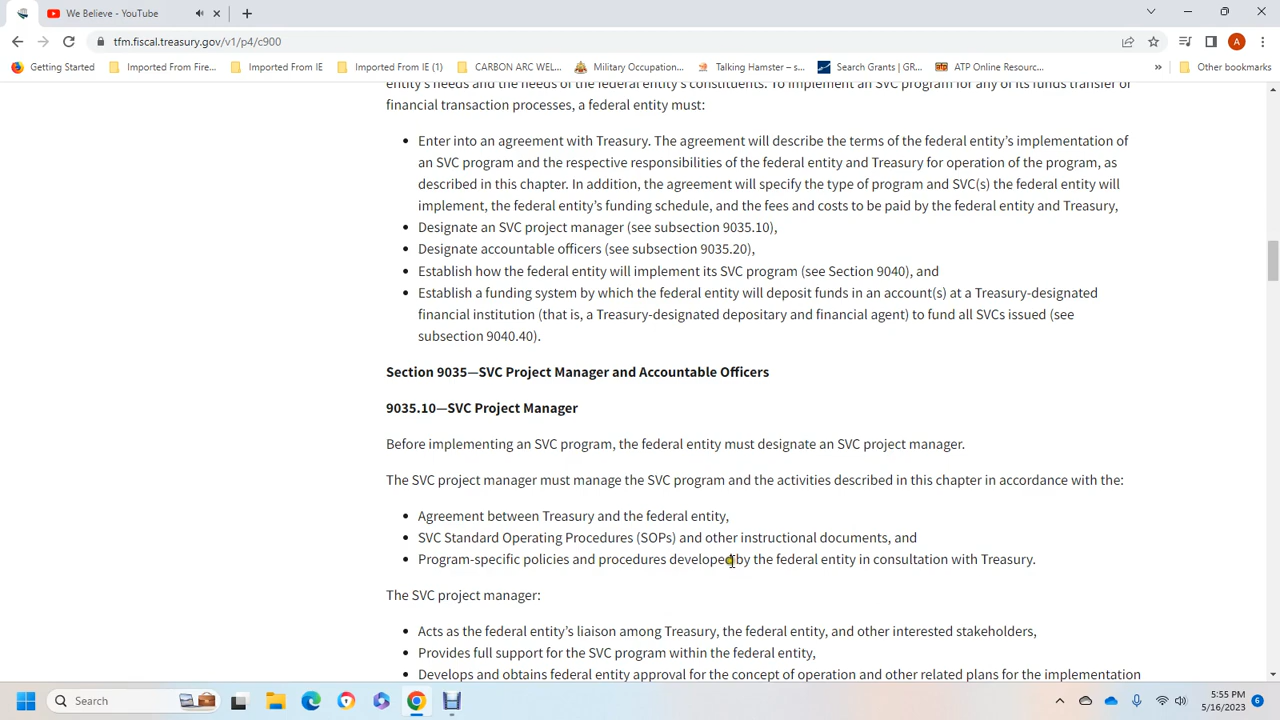 We Believe - YouTube
tfm.fiscal.treasury.gov/v1/p4/c900
A
Getting Started
Imported From Fire...
Imported From IE
Imported From IE (1)
CARBON ARC WEL...
Military Occupation...
Talking Hamster – s...
Search Grants | GR...
ATP Online Resourc...
»
Other bookmarks
entity's needs and the needs of the federal entity's constituents. To implement an SVC program for any of its funds transfer or
financial transaction processes, a federal entity must:
• Enter into an agreement with Treasury. The agreement will describe the terms of the federal entity's implementation of
an SVC program and the respective responsibilities of the federal entity and Treasury for operation of the program, as
described in this chapter. In addition, the agreement will specify the type of program and SVC(s) the federal entity will
implement, the federal entity's funding schedule, and the fees and costs to be paid by the federal entity and Treasury,
• Designate an SVC project manager (see subsection 9035.10),
• Designate accountable officers (see subsection 9035.20),
• Establish how the federal entity will implement its SVC program (see Section 9040), and
• Establish a funding system by which the federal entity will deposit funds in an account(s) at a Treasury-designated
financial institution (that is, a Treasury-designated depositary and financial agent) to fund all SVCs issued (see
subsection 9040.40).
Section 9035—SVC Project Manager and Accountable Officers
9035.10—SVC Project Manager
Before implementing an SVC program, the federal entity must designate an SVC project manager.
The SVC project manager must manage the SVC program and the activities described in this chapter in accordance with the:
• Agreement between Treasury and the federal entity,
• SVC Standard Operating Procedures (SOPs) and other instructional documents, and
• Program-specific policies and procedures developed by the federal entity in consultation with Treasury.
The SVC project manager:
• Acts as the federal entity's liaison among Treasury, the federal entity, and other interested stakeholders,
• Provides full support for the SVC program within the federal entity,
• Develops and obtains federal entity approval for the concept of operation and other related plans for the implementation
Search
5:55 PM
5/16/2023
6